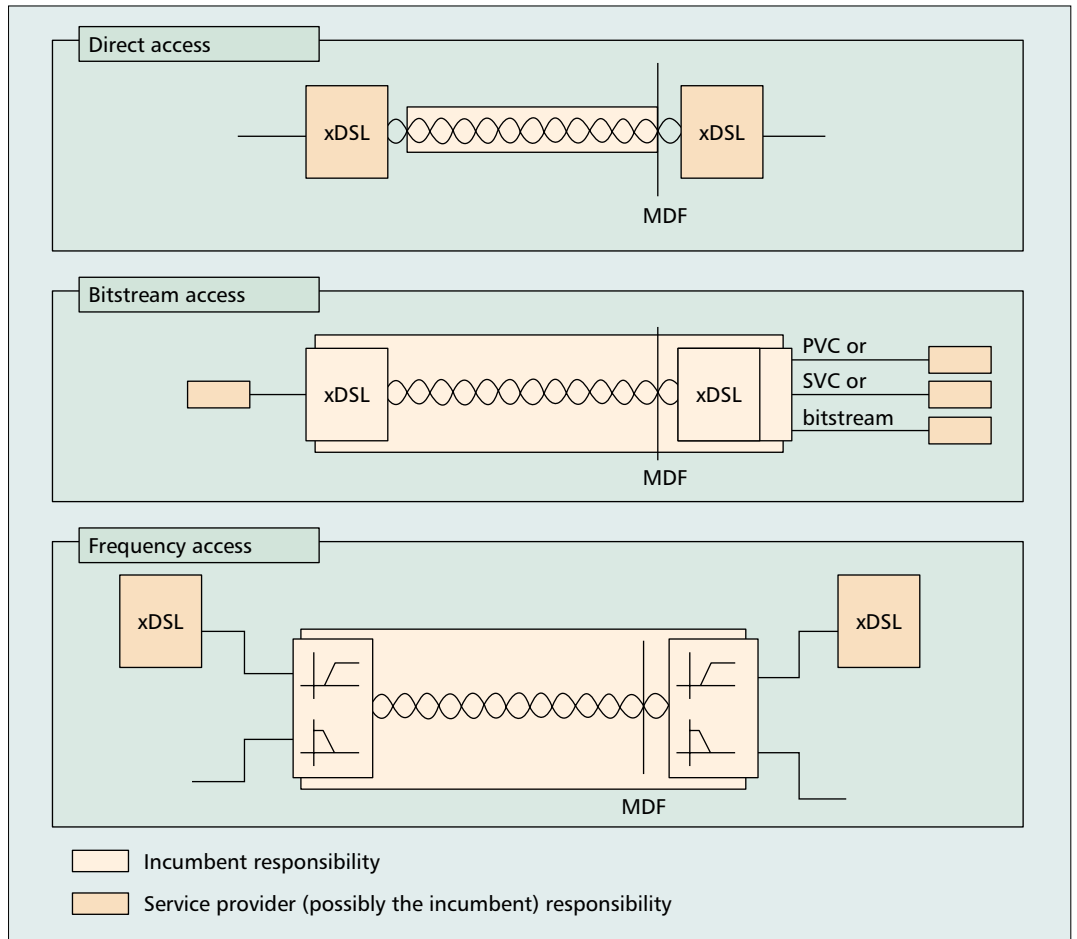 Direct access
xDSL
xDSL
MDF
Bitstream access
xDSL
xDSL
PVC or
SVC or
bitstream
MDF
Frequency access
xDSL
xDSL
MDF
Incumbent responsibility
Service provider (possibly the incumbent) responsibility